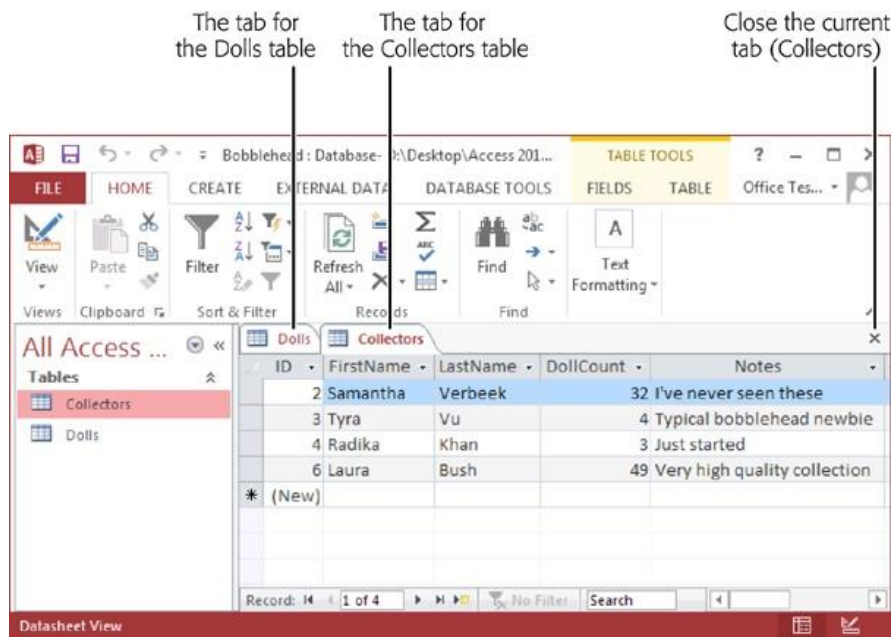 The tab for the Dolls table
The tab for the Collectors table
Close the current tab (Collectors)
Bobblehead : Database- D:\Desktop\Access 201...
TABLE TOOLS
?
FILE HOME CREATE EXTERNAL DATA DATABASE TOOLS FIELDS TABLE Office Tes...
View
Paste
Filter
Refresh All
ABC
Find
ab ac
A
Text Formatting
Views Clipboard Sort & Filter Records Find
All Access ...
Tables
Collectors
Dolls
Dolls Collectors
ID FirstName LastName DollCount Notes
2 Samantha Verbeek 32 I've never seen these
3 Tyra Vu 4 Typical bobblehead newbie
4 Radika Khan 3 Just started
6 Laura Bush 49 Very high quality collection
* (New)
Record: 1 of 4 No Filter Search
Datasheet View